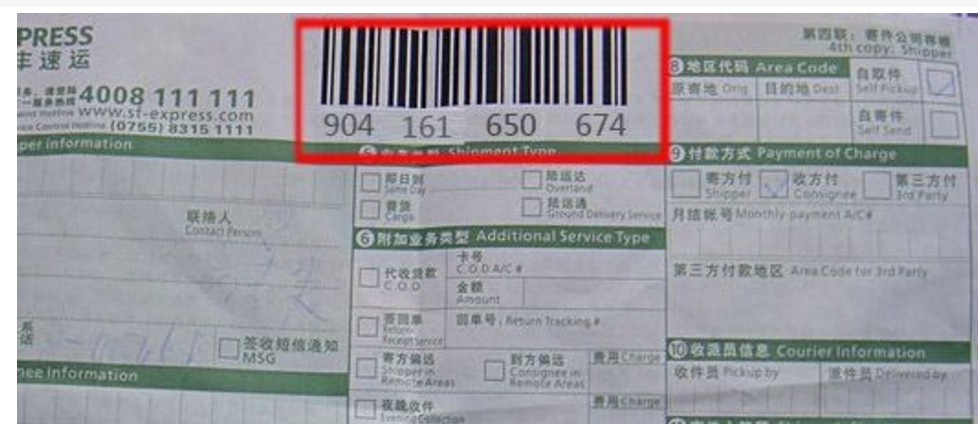 PRESS
丰速运
4008 111 111
www.sf-express.com
(0755) 8315 1111
per Information
联络人
Contact Person
签收短信通知
MSG
nee Information
904 161 650 674
Shipment Type
即日到
Same Day
陆运达
Overland
普货
Cargo
陆运通
Ground Delivery Service
⑥ 附加业务类型 Additional Service Type
代收货款
C.O.D
卡号
C.O.D A/C #
金额
Amount
签回单
Return
Receipt Service
回单号: Return Tracking #
寄方偏远
Shipper in
Remote Areas
到方偏远
Consignee in
Remote Areas
费用 Charge
夜晚收件
Evening Collection
费用 Charge
第四联: 寄件公司存根
4th copy: Shipper
⑧ 地区代码 Area Code
原寄地 Orig
目的地 Dest
自取件
Self Pickup
自寄件
Self Send
⑨ 付款方式 Payment of Charge
寄方付
Shipper
收方付
Consignee
第三方付
3rd Party
月结帐号 Monthly-payment A/C#
第三方付款地区 Area Code for 3rd Party
⑩ 收派员信息 Courier Information
收件员 Pickup by
派件员 Delivered by